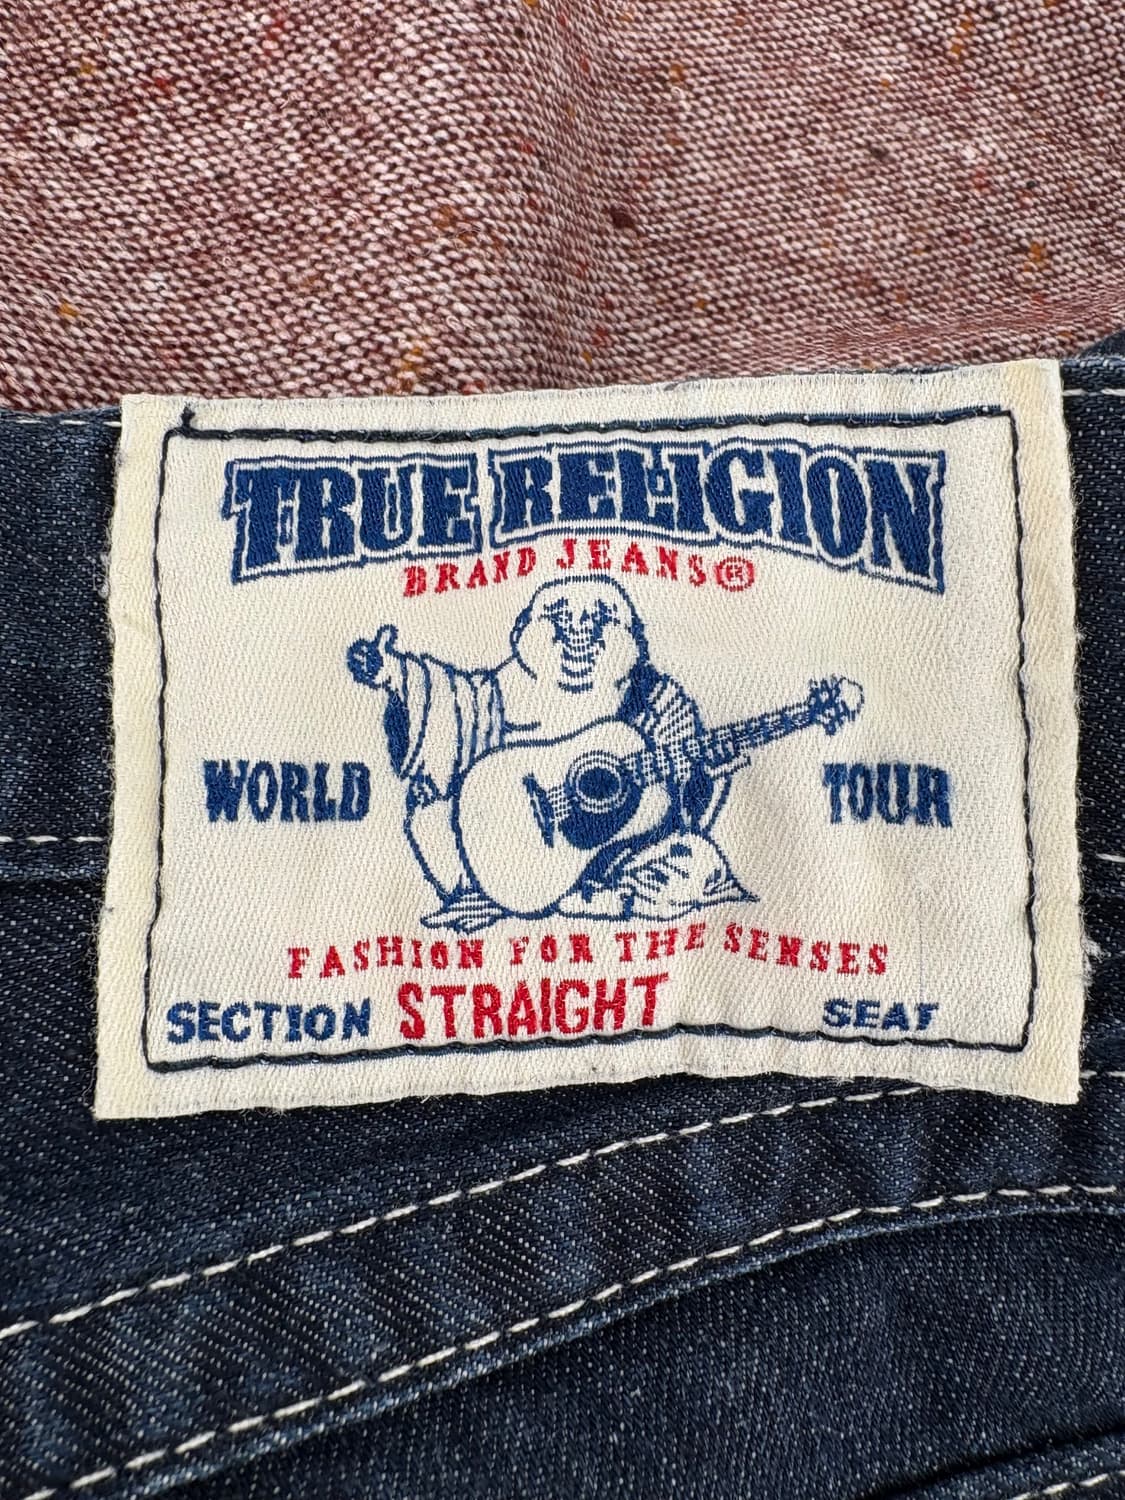 TRUE RELIGION
BRAND JEANS®
WORLD TOUR
FASHION FOR THE SENSES
SECTION STRAIGHT SEAT